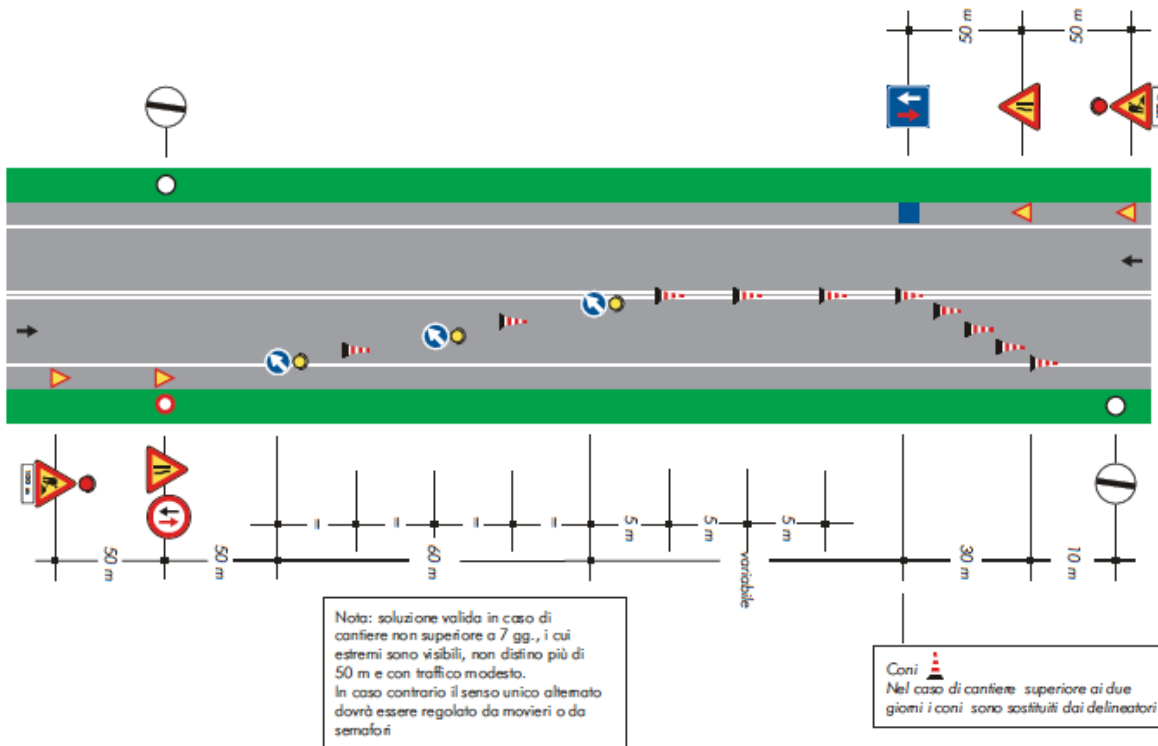 50 m
50 m
100 m
50 m
50 m
=
=
=
=
60 m
5 m
5 m
5 m
variabile
30 m
10 m
Nota: soluzione valida in caso di
cantiere non superiore a 7 gg., i cui
estremi sono visibili, non distino più di
50 m e con traffico modesto.
In caso contrario il senso unico alternato
dovrà essere regolato da movieri o da
semafori
Coni
Nel caso di cantiere superiore ai due
giorni i coni sono sostituiti dai delineatori